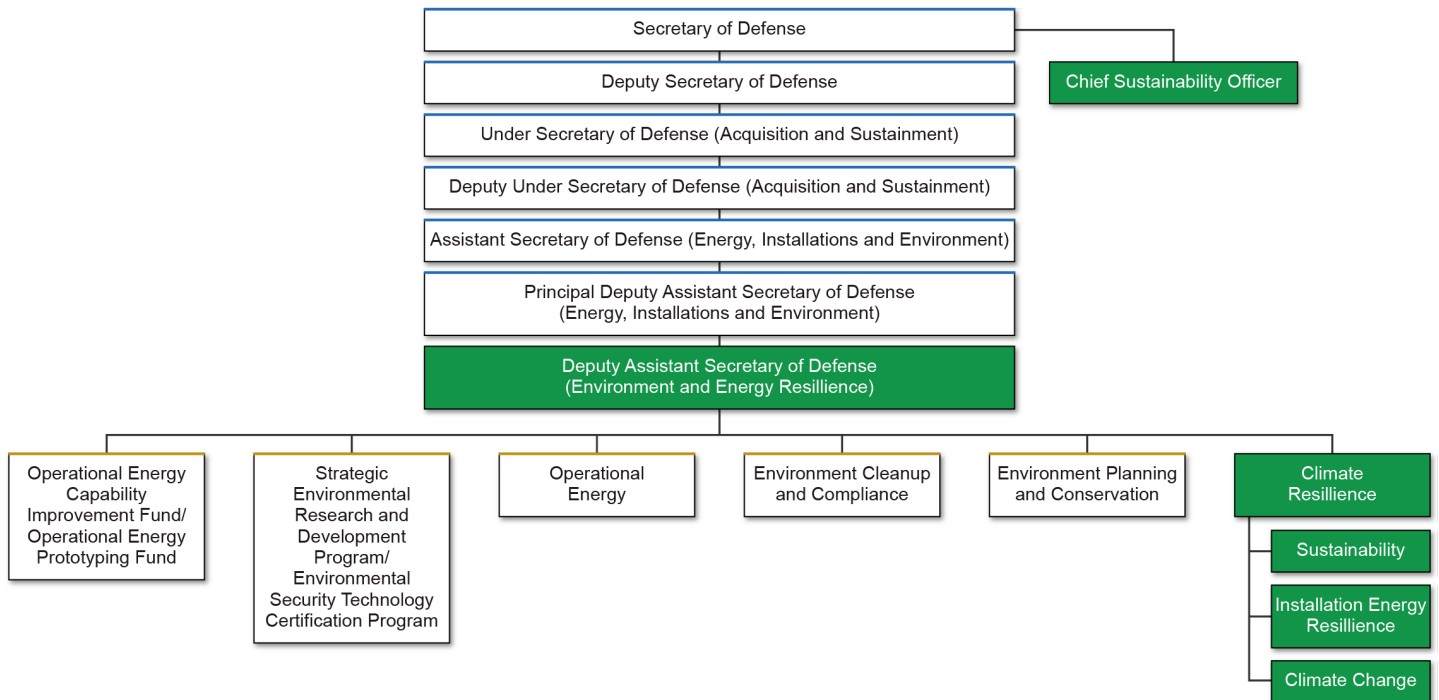 Secretary of Defense
Chief Sustainability Officer
Deputy Secretary of Defense
Under Secretary of Defense (Acquisition and Sustainment)
Deputy Under Secretary of Defense (Acquisition and Sustainment)
Assistant Secretary of Defense (Energy, Installations and Environment)
Principal Deputy Assistant Secretary of Defense
(Energy, Installations and Environment)
Deputy Assistant Secretary of Defense
(Environment and Energy Resillience)
Operational Energy
Capability
Improvement Fund/
Operational Energy
Prototyping Fund
Strategic
Environmental
Research and
Development
Program/
Environmental
Security Technology
Certification Program
Operational
Energy
Environment Cleanup
and Compliance
Environment Planning
and Conservation
Climate
Resillience
Sustainability
Installation Energy
Resillience
Climate Change